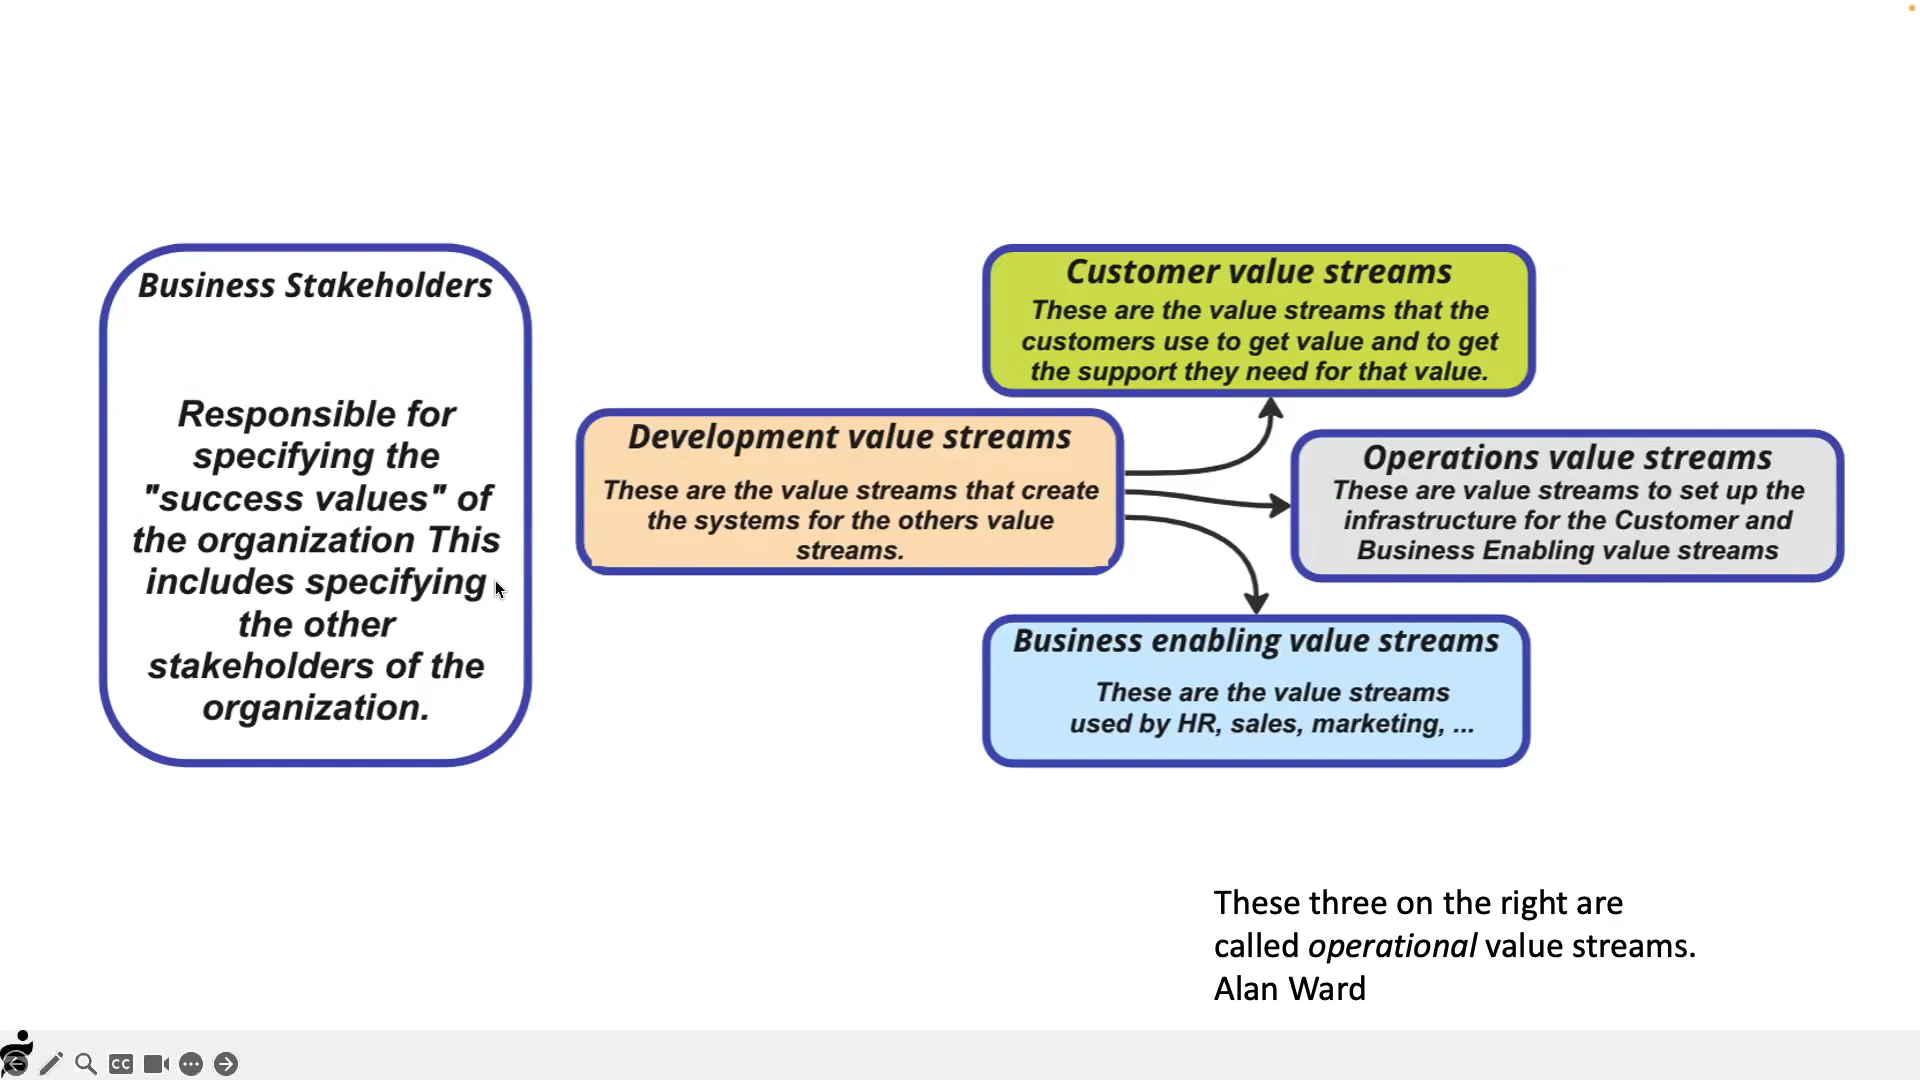 Business Stakeholders
Responsible for
specifying the
"success values" of
the organization This
includes specifying
the other
stakeholders of the
organization.
Development value streams
These are the value streams that create
the systems for the others value
streams.
Customer value streams
These are the value streams that the
customers use to get value and to get
the support they need for that value.
Operations value streams
These are value streams to set up the
infrastructure for the Customer and
Business Enabling value streams
Business enabling value streams
These are the value streams
used by HR, sales, marketing, ...
These three on the right are
called operational value streams.
Alan Ward
CC